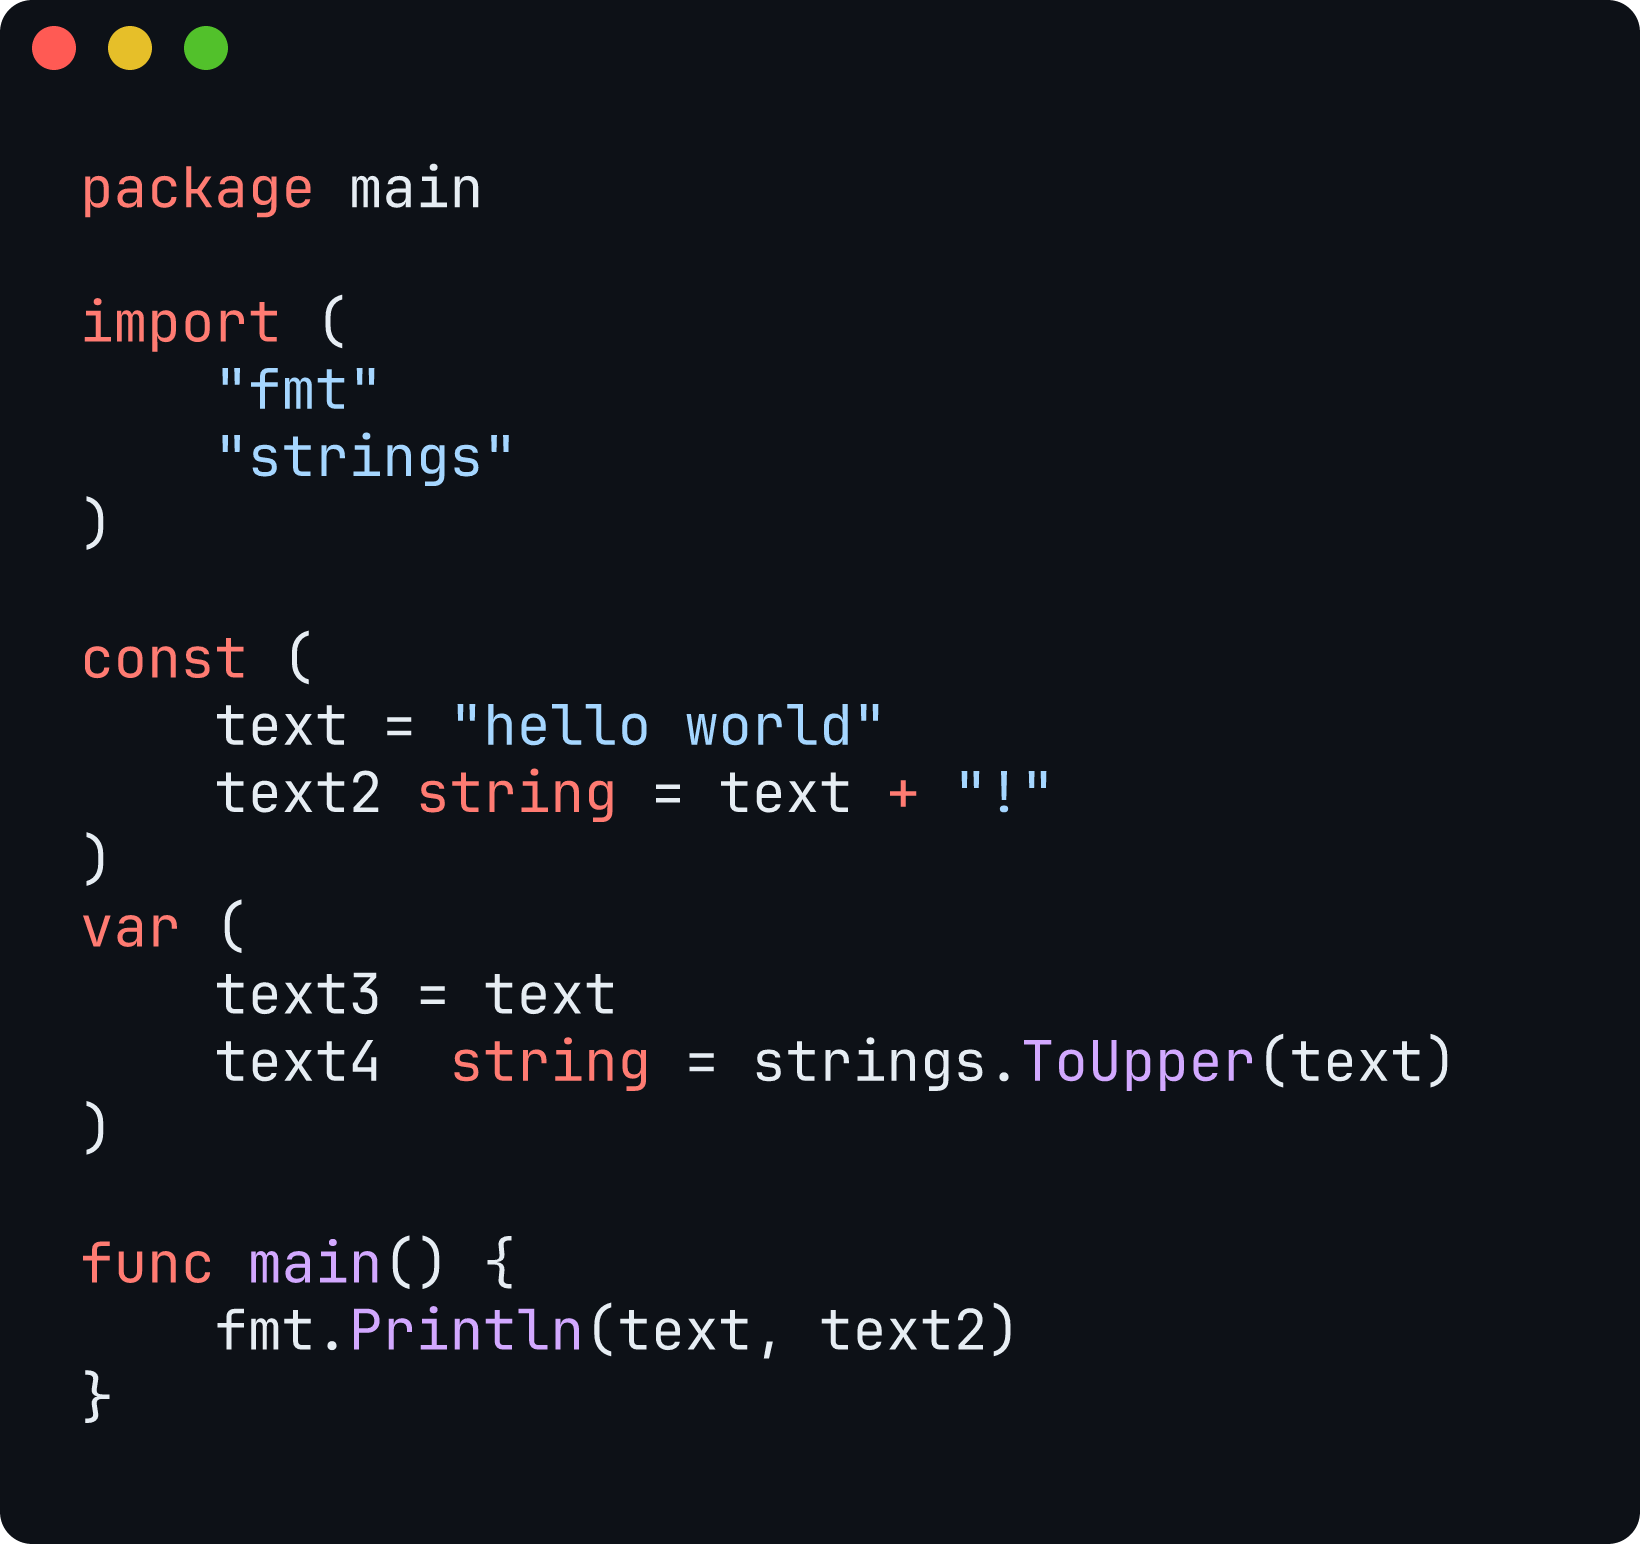 package main

import (
    "fmt"
    "strings"
)

const (
    text = "hello world"
    text2 string = text + "!"
)
var (
    text3 = text
    text4  string = strings.ToUpper(text)
)

func main() {
    fmt.Println(text, text2)
}